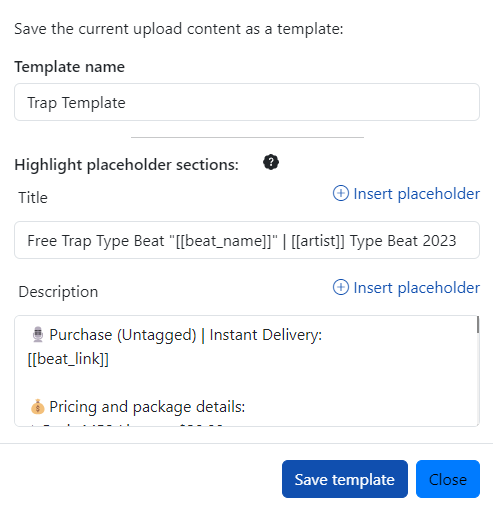 Save the current upload content as a template:
Template name
Trap Template
Highlight placeholder sections: ?
Title
Insert placeholder
Free Trap Type Beat "[[beat_name]]" | [[artist]] Type Beat 2023
Description
Insert placeholder
🎙️ Purchase (Untagged) | Instant Delivery:
[[beat_link]]
💰 Pricing and package details:
Save template
Close